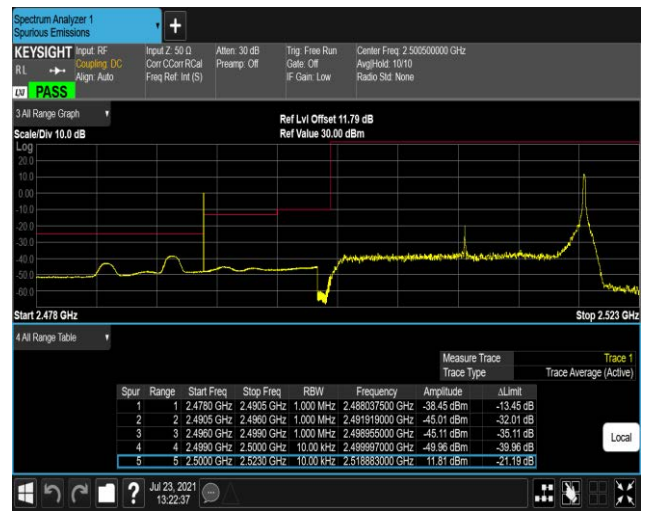 Spectrum Analyzer 1
Spurious Emissions
+
KEYSIGHT Input: RF Input Z: 50 Ω Atten: 30 dB Trig: Free Run Center Freq: 2.500500000 GHz
RL Coupling: DC Corr CCorr RCal Preamp: Off Gate: Off Avg|Hold: 10/10
Align: Auto Freq Ref: Int (S) IF Gain: Low Radio Std: None
LXI PASS
3 All Range Graph
Ref Lvl Offset 11.79 dB
Scale/Div 10.0 dB Ref Value 30.00 dBm
Log
20.0
10.0
0.00
-10.0
-20.0
-30.0
-40.0
-50.0
-60.0
Start 2.478 GHz Stop 2.523 GHz
4 All Range Table
Measure Trace Trace 1
Trace Type Trace Average (Active)
Spur Range Start Freq Stop Freq RBW Frequency Amplitude ΔLimit
1 1 2.4780 GHz 2.4905 GHz 1.000 MHz 2.488037500 GHz -38.45 dBm -13.45 dB
2 2 2.4905 GHz 2.4960 GHz 1.000 MHz 2.491919000 GHz -45.01 dBm -32.01 dB
3 3 2.4960 GHz 2.4990 GHz 1.000 MHz 2.498955000 GHz -45.11 dBm -35.11 dB
4 4 2.4990 GHz 2.5000 GHz 10.00 kHz 2.499997000 GHz -49.96 dBm -39.96 dB
5 5 2.5000 GHz 2.5230 GHz 10.00 kHz 2.518883000 GHz 11.81 dBm -21.19 dB
Local
? Jul 23, 2021
13:22:37